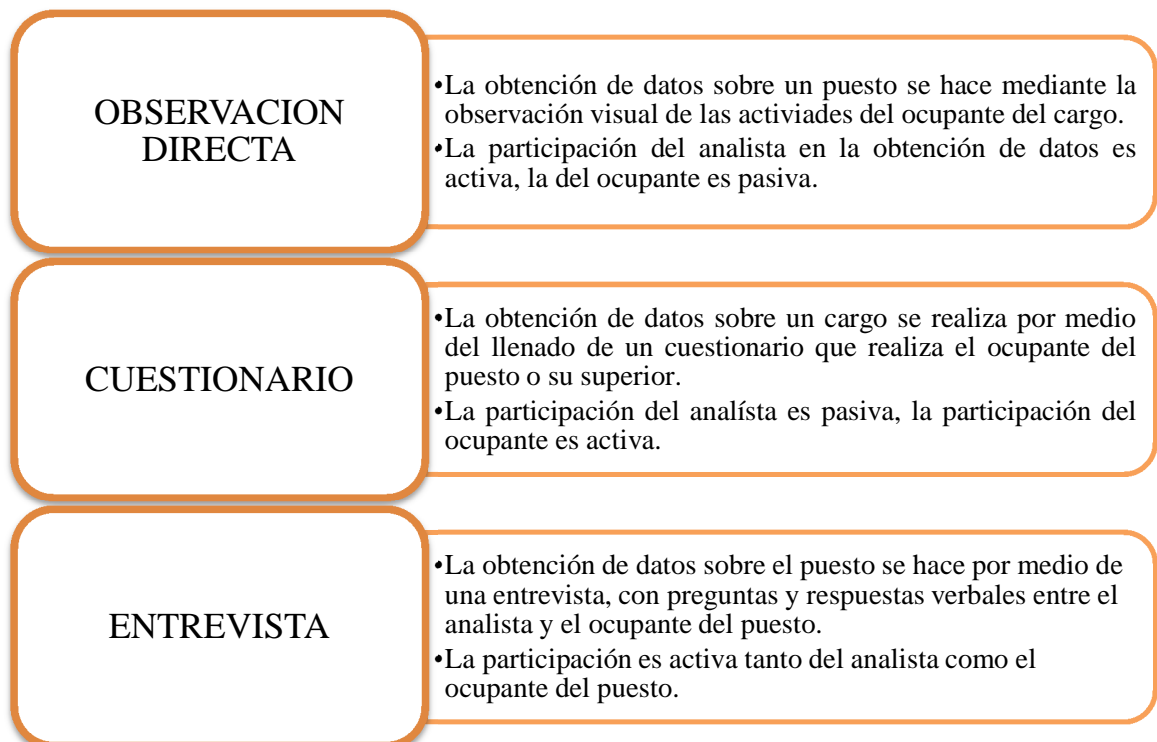 OBSERVACION
DIRECTA
•La obtención de datos sobre un puesto se hace mediante la
observación visual de las activiades del ocupante del cargo.
•La participación del analista en la obtención de datos es
activa, la del ocupante es pasiva.
CUESTIONARIO
•La obtención de datos sobre un cargo se realiza por medio
del llenado de un cuestionario que realiza el ocupante del
puesto o su superior.
•La participación del analísta es pasiva, la participación del
ocupante es activa.
ENTREVISTA
•La obtención de datos sobre el puesto se hace por medio de
una entrevista, con preguntas y respuestas verbales entre el
analista y el ocupante del puesto.
•La participación es activa tanto del analista como el
ocupante del puesto.